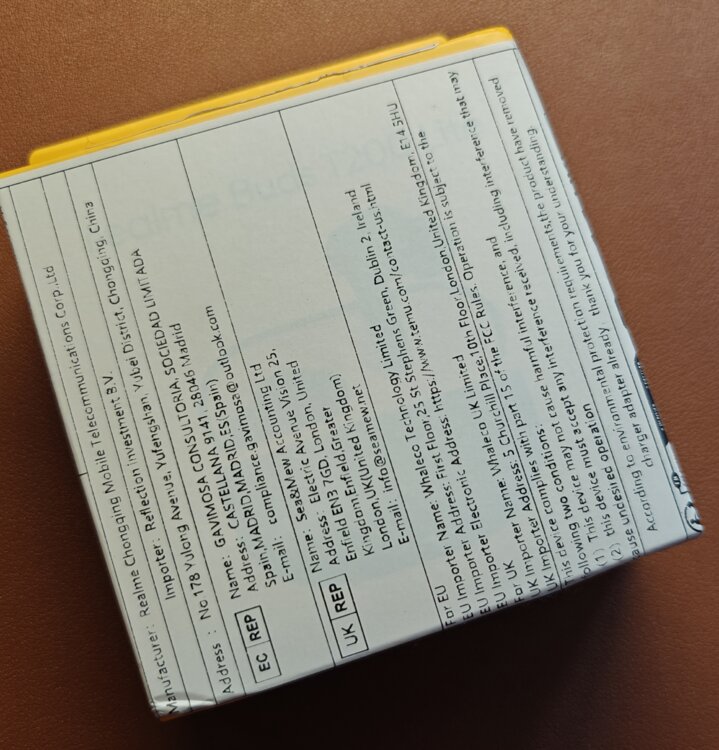 Manufacturer: Realme Chongqing Mobile Telecommunications Corp.,Ltd
Importer: Reflection investment B.V.
Address: No 178 Yulong Avenue, Yufengshan, Yubei District, Chongqing, China
EC REP
Name: GAVIMOSA CONSULTORIA, SOCIEDAD LIMITADA
Address: CASTELLANA 9141, 28046 Madrid
Spain,MADRID,MADRID,ES(Spain)
E-mail: compliance.gavimosa@outlook.com
UK REP
Name: Sea&Mew Accounting Ltd
Address: Electric Avenue Vision 25,
Enfield EN3 7GD, London, United
Kingdom,Enfield,Greater
London,UK(United Kingdom)
E-mail: info@seamew.net
For EU
EU Importer Name: Whaleco Technology Limited
EU Importer Address: First Floor 25 St Stephens Green, Dublin 2, Ireland
EU Importer Electronic Address: https://www.temu.com/contact-us.html
For UK
UK Importer Name: Whaleco UK Limited
UK Importer Address: 5 Churchill Place,10th Floor London,United Kingdom, E14 5HU
This device complies with part 15 of the FCC Rules. Operation is subject to the
following two conditions:
(1) This device may not cause harmful interference, and
(2) this device must accept any interference received, including interference that may
cause undesired operation.
According to environmental protection requirements,the product have removed
charger adapter already, thank you for your understanding.